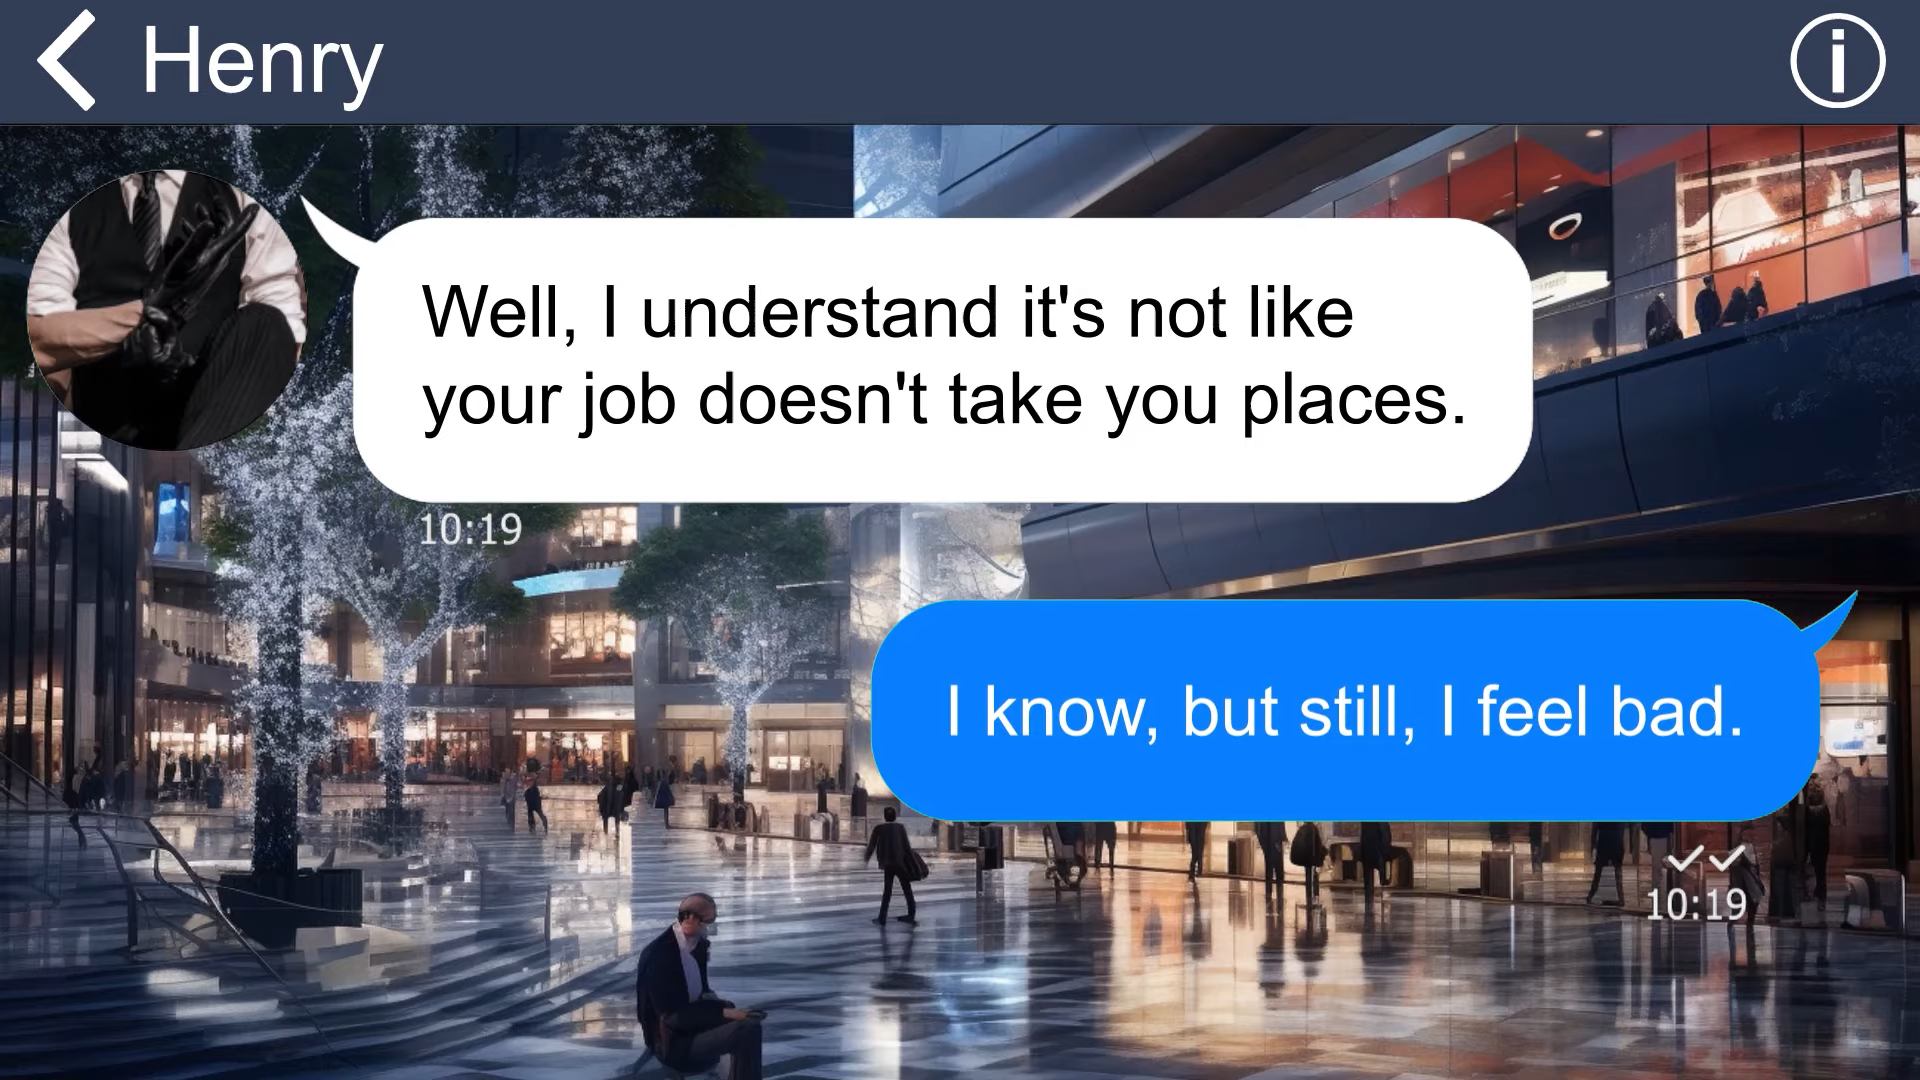 Henry
Well, I understand it's not like
your job doesn't take you places.
10:19
I know, but still, I feel bad.
10:19